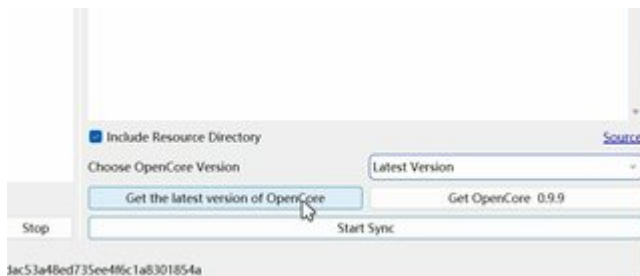 Include Resource Directory
Source
Choose OpenCore Version
Latest Version
Get the latest version of OpenCore
Get OpenCore 0.9.9
Stop
Start Sync
dac53a48ed735ee4f6c1a8301854a